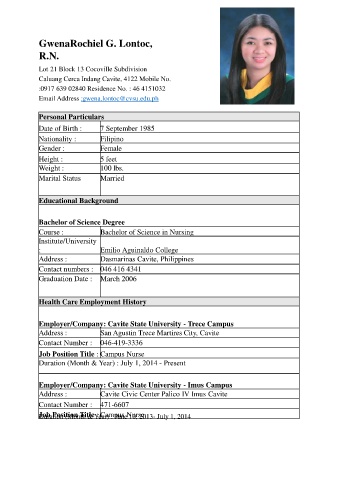 GwenaRochiel G. Lontoc,
R.N.
Lot 21 Block 13 Cocoville Subdivision
Caluang Cerca Indang Cavite, 4122 Mobile No.
:0917 639 02840 Residence No. : 46 4151032
Email Address :gwena.lontoc@cvsu.edu.ph
Personal Particulars
Date of Birth : 7 September 1985
Nationality : Filipino
Gender : Female
Height : 5 feet
Weight : 100 lbs.
Marital Status Married
Educational Background
Bachelor of Science Degree
Course : Bachelor of Science in Nursing
Institute/University
: Emilio Aguinaldo College
Address : Dasmarinas Cavite, Philippines
Contact numbers : 046 416 4341
Graduation Date : March 2006
Health Care Employment History
Employer/Company: Cavite State University - Trece Campus
Address : San Agustin Trece Martires City, Cavite
Contact Number : 046-419-3336
Job Position Title : Campus Nurse
Duration (Month & Year) : July 1, 2014 - Present
Employer/Company: Cavite State University - Imus Campus
Address : Cavite Civic Center Palico IV Imus Cavite
Contact Number : 471-6607
Job Position Title : Campus Nurse
2013- July 1, 2014